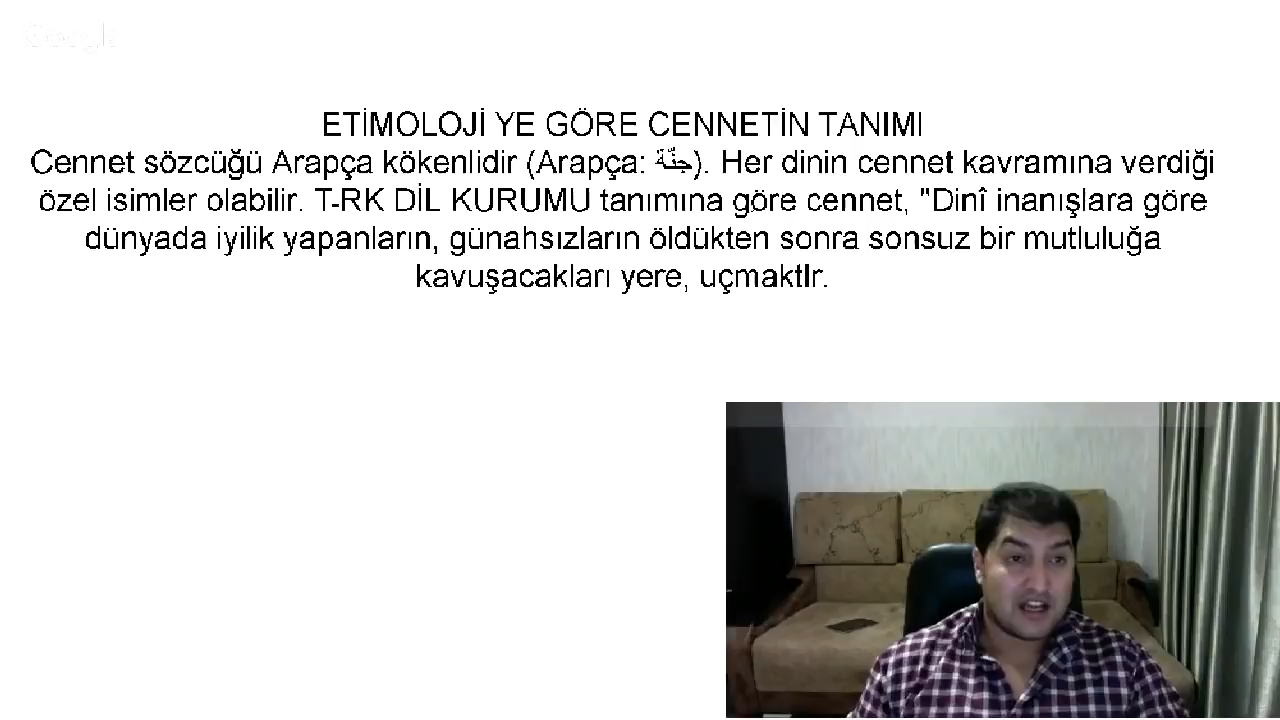 Google
ETİMOLOJİ YE GÖRE CENNETİN TANIMI
Cennet sözcüğü Arapça kökenlidir (Arapça: جنّة). Her dinin cennet kavramına verdiği
özel isimler olabilir. T-RK DİL KURUMU tanımına göre cennet, "Dinî inanışlara göre
dünyada iyilik yapanların, günahsızların öldükten sonra sonsuz bir mutluluğa
kavuşacakları yere, uçmaktIr.